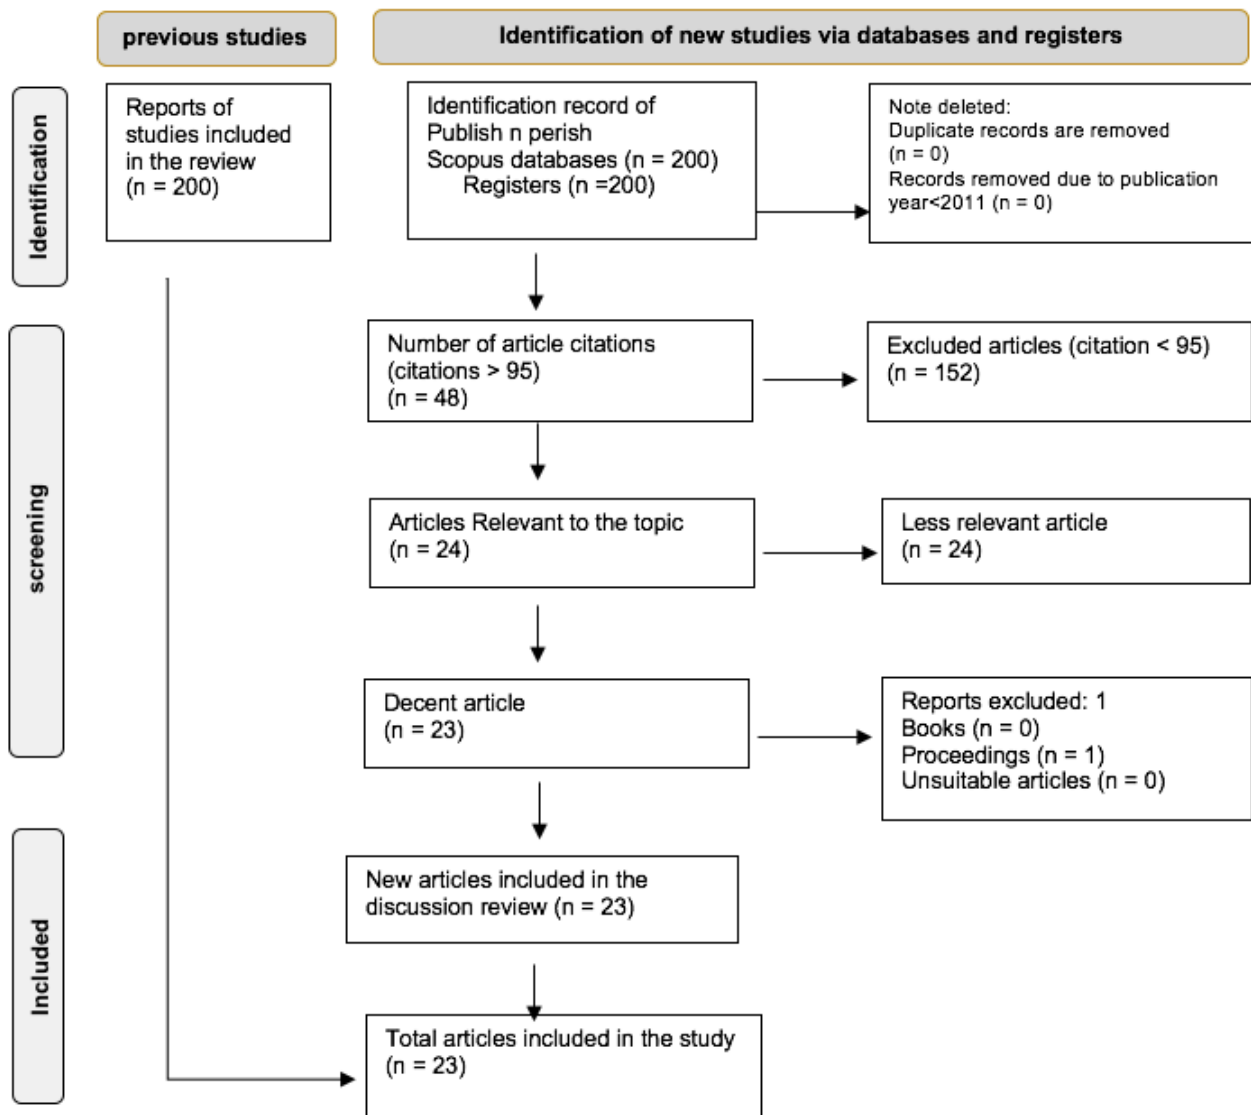 previous studies
Identification of new studies via databases and registers
Identification
Reports of
studies included
in the review
(n = 200)
Identification record of
Publish n perish
Scopus databases (n = 200)
Registers (n =200)
Note deleted:
Duplicate records are removed
(n = 0)
Records removed due to publication
year<2011 (n = 0)
screening
Number of article citations
(citations > 95)
(n = 48)
Excluded articles (citation < 95)
(n = 152)
Articles Relevant to the topic
(n = 24)
Less relevant article
(n = 24)
Decent article
(n = 23)
Reports excluded: 1
Books (n = 0)
Proceedings (n = 1)
Unsuitable articles (n = 0)
Included
New articles included in the
discussion review (n = 23)
Total articles included in the study
(n = 23)